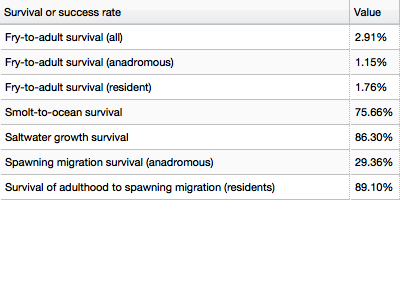 Survival or success rate Value
Fry-to-adult survival (all) 2.91%
Fry-to-adult survival (anadromous) 1.15%
Fry-to-adult survival (resident) 1.76%
Smolt-to-ocean survival 75.66%
Saltwater growth survival 86.30%
Spawning migration survival (anadromous) 29.36%
Survival of adulthood to spawning migration (residents) 89.10%